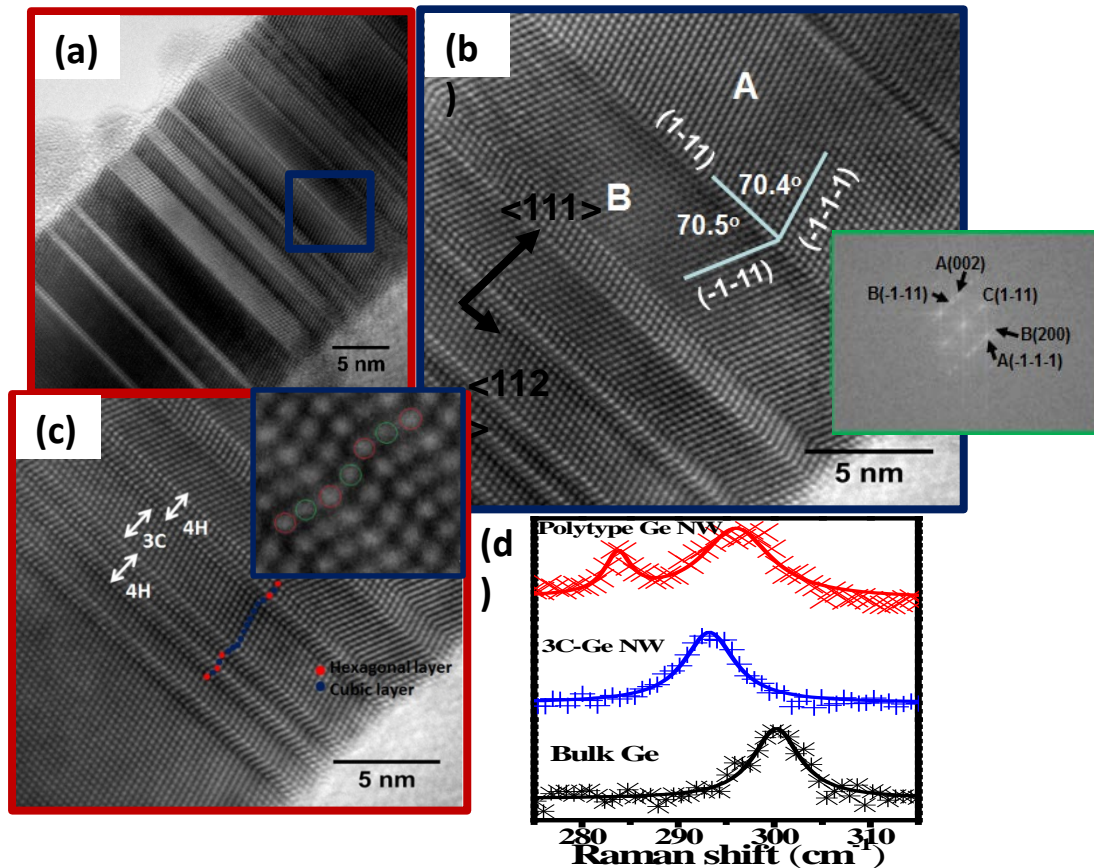 (a)
5 nm
(b
)
A
(1-11)
70.4°
B
<111>
70.5°
(-1-1-1)
(-1-11)
<112
>
5 nm
A(002)
B(-1-11)
C(1-11)
B(200)
A(-1-1-1)
(c)
4H
3C
4H
Hexagonal layer
Cubic layer
5 nm
(d
)
Polytype Ge NW
3C-Ge NW
Bulk Ge
280 290 300 310
Raman shift (cm⁻¹)